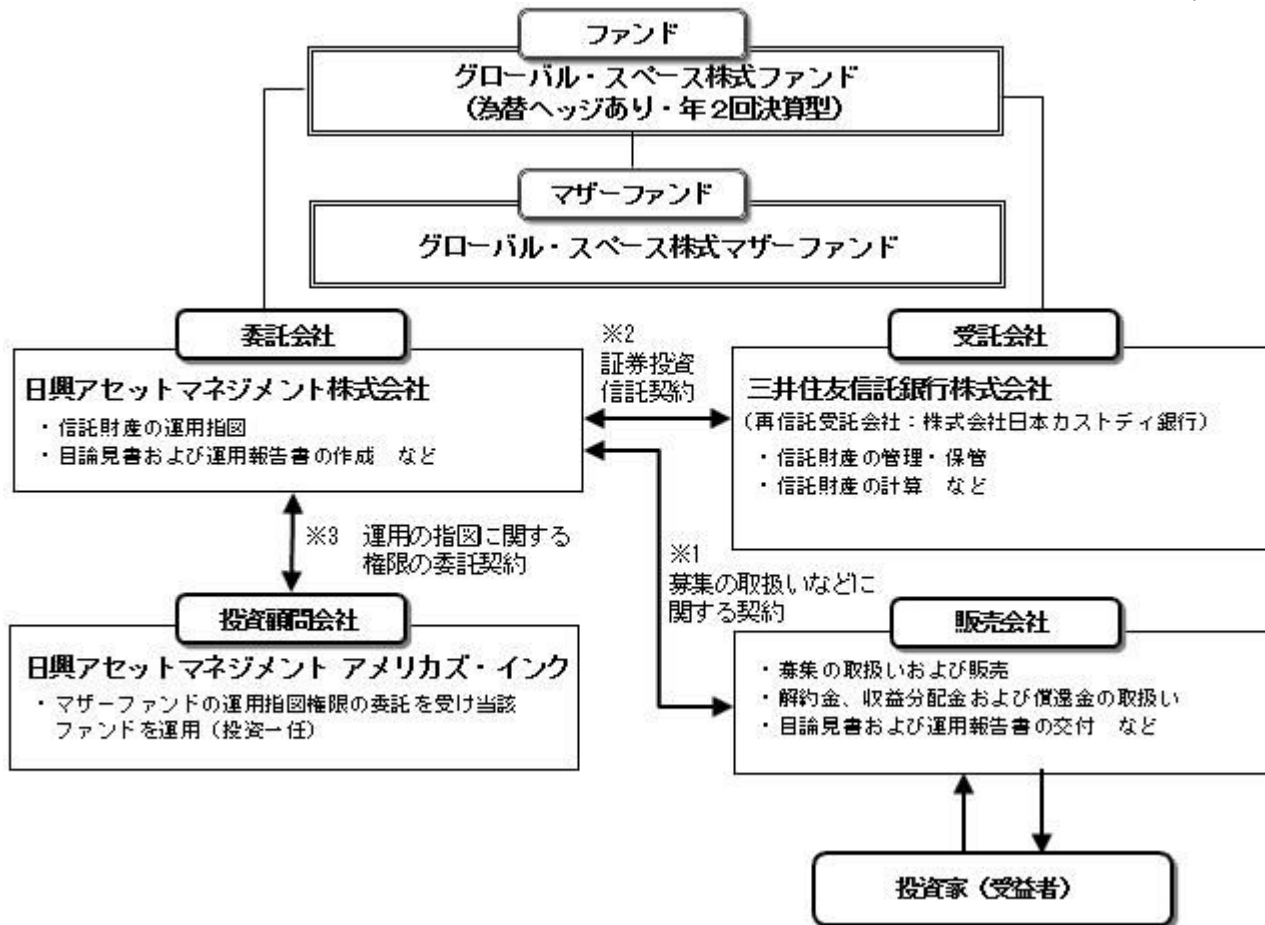 ファンド
グローバル・スペース株式ファンド
(為替ヘッジあり・年2回決算型)
マザーファンド
グローバル・スペース株式マザーファンド
委託会社
日興アセットマネジメント株式会社
・信託財産の運用指図
・目論見書および運用報告書の作成 など
※2
証券投資
信託契約
受託会社
三井住友信託銀行株式会社
(再信託受託会社:株式会社日本カストディ銀行)
・信託財産の管理・保管
・信託財産の計算 など
※3 運用の指図に関する
権限の委託契約
※1
募集の取扱いなどに
関する契約
投資顧問会社
日興アセットマネジメント アメリカズ・インク
・マザーファンドの運用指図権限の委託を受け当該
ファンドを運用(投資一任)
販売会社
・募集の取扱いおよび販売
・解約金、収益分配金および償還金の取扱い
・目論見書および運用報告書の交付 など
投資家(受益者)